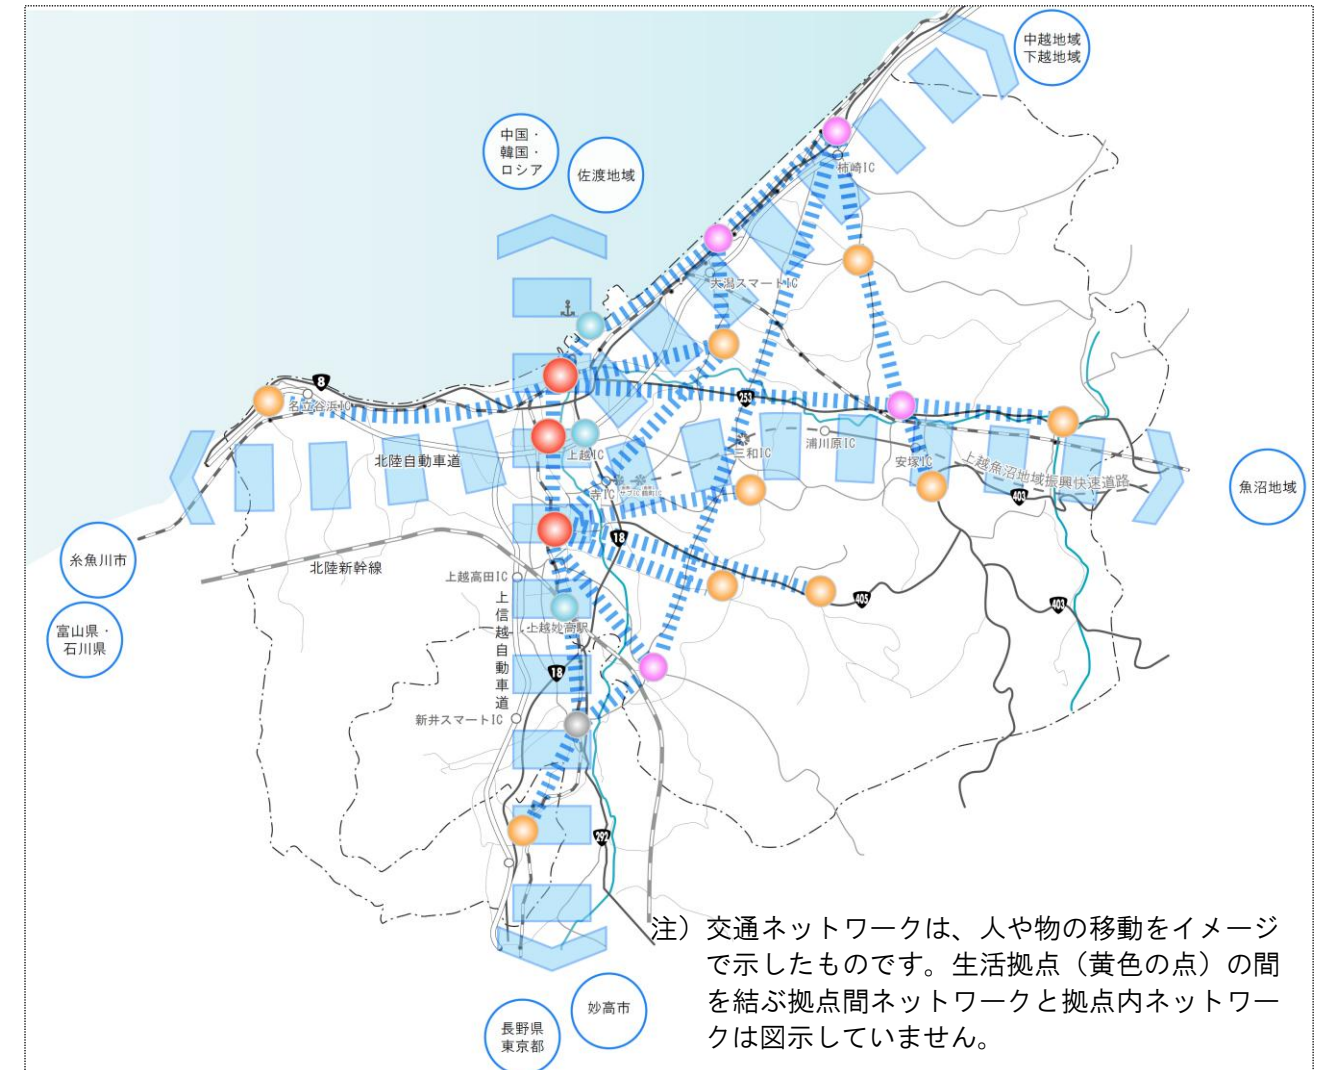 中越地域
下越地域
中国・
韓国・
ロシア
佐渡地域
柿崎IC
大潟スマートIC
8
名立谷浜IC
253
上越IC
三和IC
浦川原IC
安塚IC
上越魚沼地域振興快速道路
北陸自動車道
寺IC
403
魚沼地域
18
糸魚川市
北陸新幹線
上越高田IC
405
403
富山県・
石川県
上越妙高駅
上信越自動車道
18
新井スマートIC
292
注）交通ネットワークは、人や物の移動をイメージ
で示したものです。生活拠点（黄色の点）の間
を結ぶ拠点間ネットワークと拠点内ネットワー
クは図示していません。
妙高市
長野県
東京都